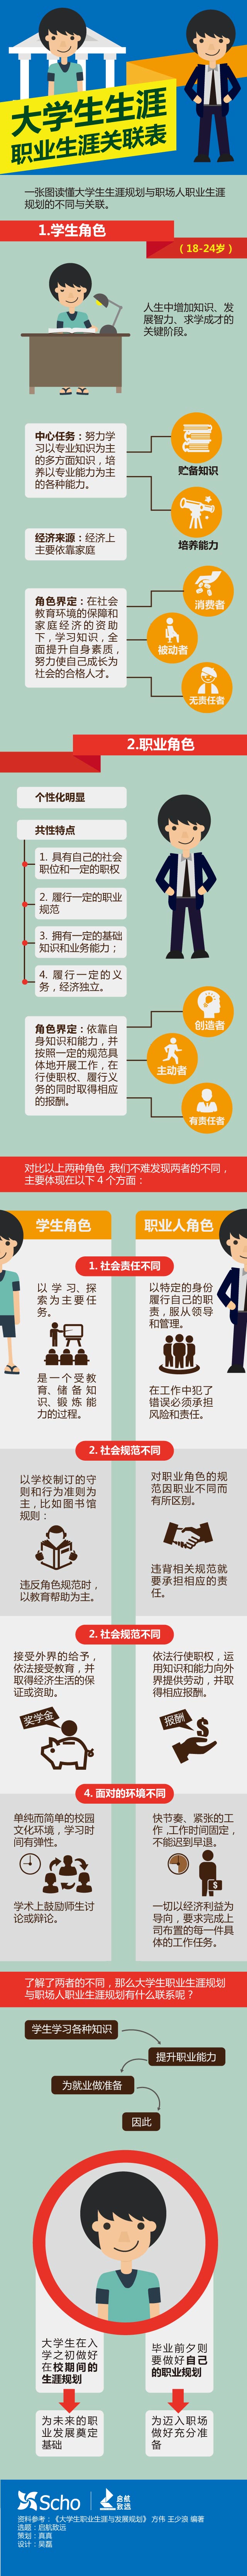 大学生生涯
职业生涯关联表
一张图读懂大学生生涯规划与职场人职业生涯
规划的不同与关联。
1.学生角色
（18-24岁）
人生中增加知识、发
展智力、求学成才的
关键阶段。
中心任务：努力学
习以专业知识为主
的多方面知识，培
养以专业能力为主
的各种能力。
贮备知识
培养能力
经济来源：经济上
主要依靠家庭
角色界定：在社会
教育环境的保障和
家庭经济的资助
下，学习知识，全
面提升自身素质，
努力使自己成长为
社会的合格人才。
消费者
被动者
无责任者
2.职业角色
个性化明显
共性特点
1. 具有自己的社会
职位和一定的职权
2. 履行一定的职业
规范
3. 拥有一定的基础
知识和业务能力；
4. 履行一定的义
务，经济独立。
角色界定：依靠自
身知识和能力，并
按照一定的规范具
体地开展工作，在
行使职权、履行义
务的同时取得相应
的报酬。
创造者
主动者
有责任者
对比以上两种角色，我们不难发现两者的不同，
主要体现在以下 4 个方面：
学生角色
职业人角色
1. 社会责任不同
以学习、探
索为主要任
务。
是一个受教
育、储备知
识、锻炼能
力的过程。
以特定的身份
履行自己的职
责，服从领导
和管理。
在工作中犯了
错误必须承担
风险和责任。
2. 社会规范不同
以学校制订的守
则和行为准则为
主，比如图书馆
规则：
违反角色规范时，
以教育帮助为主。
对职业角色的规
范因职业不同而
有所区别。
违背相关规范就
要承担相应的责
任。
2. 社会规范不同
接受外界的给予，
依法接受教育，并
取得经济生活的保
证或资助。
奖学金
依法行使职权，运
用知识和能力向外
界提供劳动，并取
得相应报酬。
报酬
4. 面对的环境不同
单纯而简单的校园
文化环境，学习时
间有弹性。
学术上鼓励师生讨
论或辩论。
快节奏、紧张的工
作，工作时间固定，
不能迟到早退。
一切以经济利益为
导向，要求完成上
司布置的每一件具
体的工作任务。
了解了两者的不同，那么大学生职业生涯规划
与职场人职业生涯规划有什么联系呢？
学生学习各种知识
提升职业能力
为就业做准备
因此
大学生在入
学之初做好
在校期间的
生涯规划
毕业前夕则
要做好自己
的职业规划
为未来的职
业发展奠定
基础
为迈入职场
做好充分准
备
Scho
启航
致远
资料参考：《大学生职业生涯与发展规划》 方伟 王少浪 编著
选题：启航致远
策划：真真
设计：吴磊